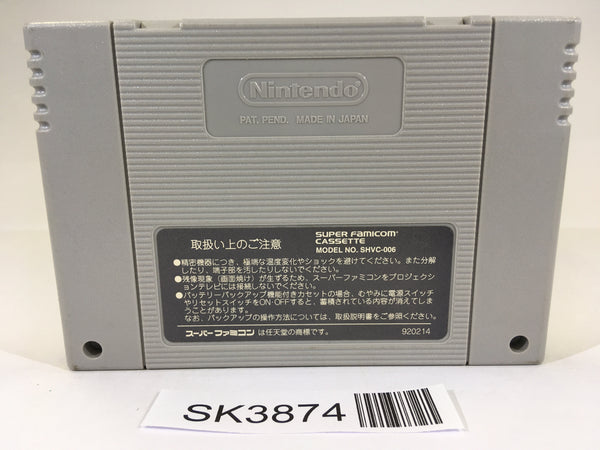 Nintendo
PAT. PEND. MADE IN JAPAN
取扱い上のご注意
SUPER FAMICOM
CASSETTE
MODEL NO. SHVC-006
●精密機器につき、極端な温度変化やショックを避けてください。また分解
したり、端子部を汚したりしないでください。
●残像現象（画面焼け）が生ずるため、スーパーファミコンをプロジェクシ
ョンテレビには接続しないでください。
●バッテリーバックアップ機能付きカセットの場合、むやみに電源スイッチ
やリセットスイッチをON・OFFすると、蓄積されている内容が消えてしま
うことがあります。
なお、バックアップの操作方法については、取扱説明書をご参照ください。
スーパーファミコン は任天堂の商標です。
920214
SK3874